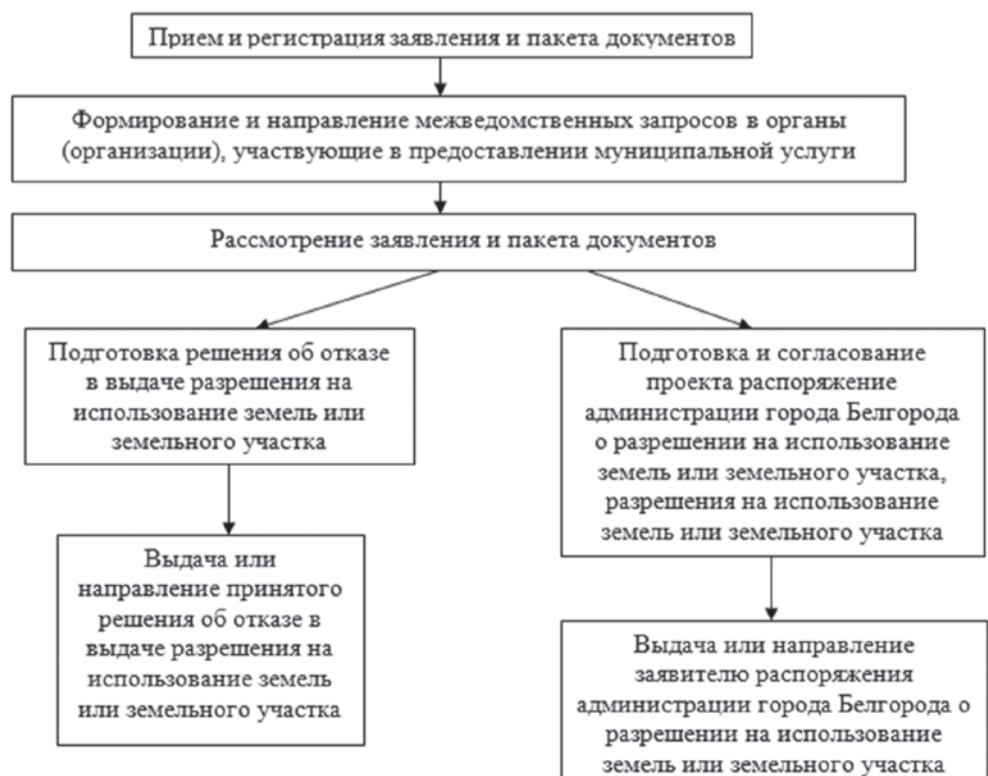 Прием и регистрация заявления и пакета документов
Формирование и направление межведомственных запросов в органы
(организации), участвующие в предоставлении муниципальной услуги
Рассмотрение заявления и пакета документов
Подготовка решения об отказе
в выдаче разрешения на
использование земель или
земельного участка
Выдача или
направление принятого
решения об отказе в
выдаче разрешения на
использование земель
или земельного участка
Подготовка и согласование
проекта распоряжение
администрации города Белгорода
о разрешении на использование
земель или земельного участка,
разрешения на использование
земель или земельного участка
Выдача или направление
заявителю распоряжения
администрации города Белгорода о
разрешении на использование
земель или земельного участка